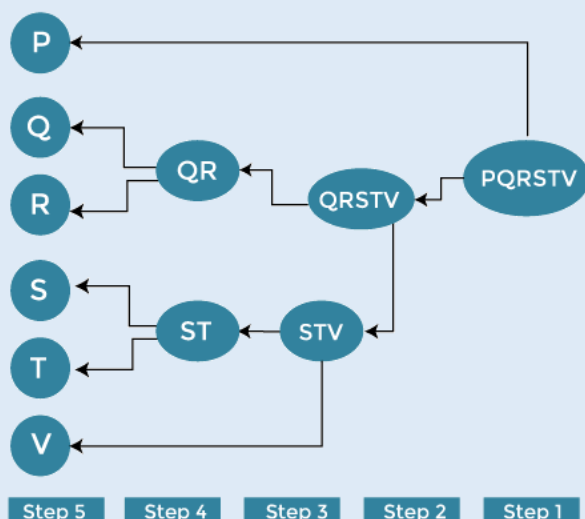 P
Q
QR
PQRSTV
QRSTV
R
S
ST
STV
T
V
Step 5
Step 4
Step 3
Step 2
Step 1